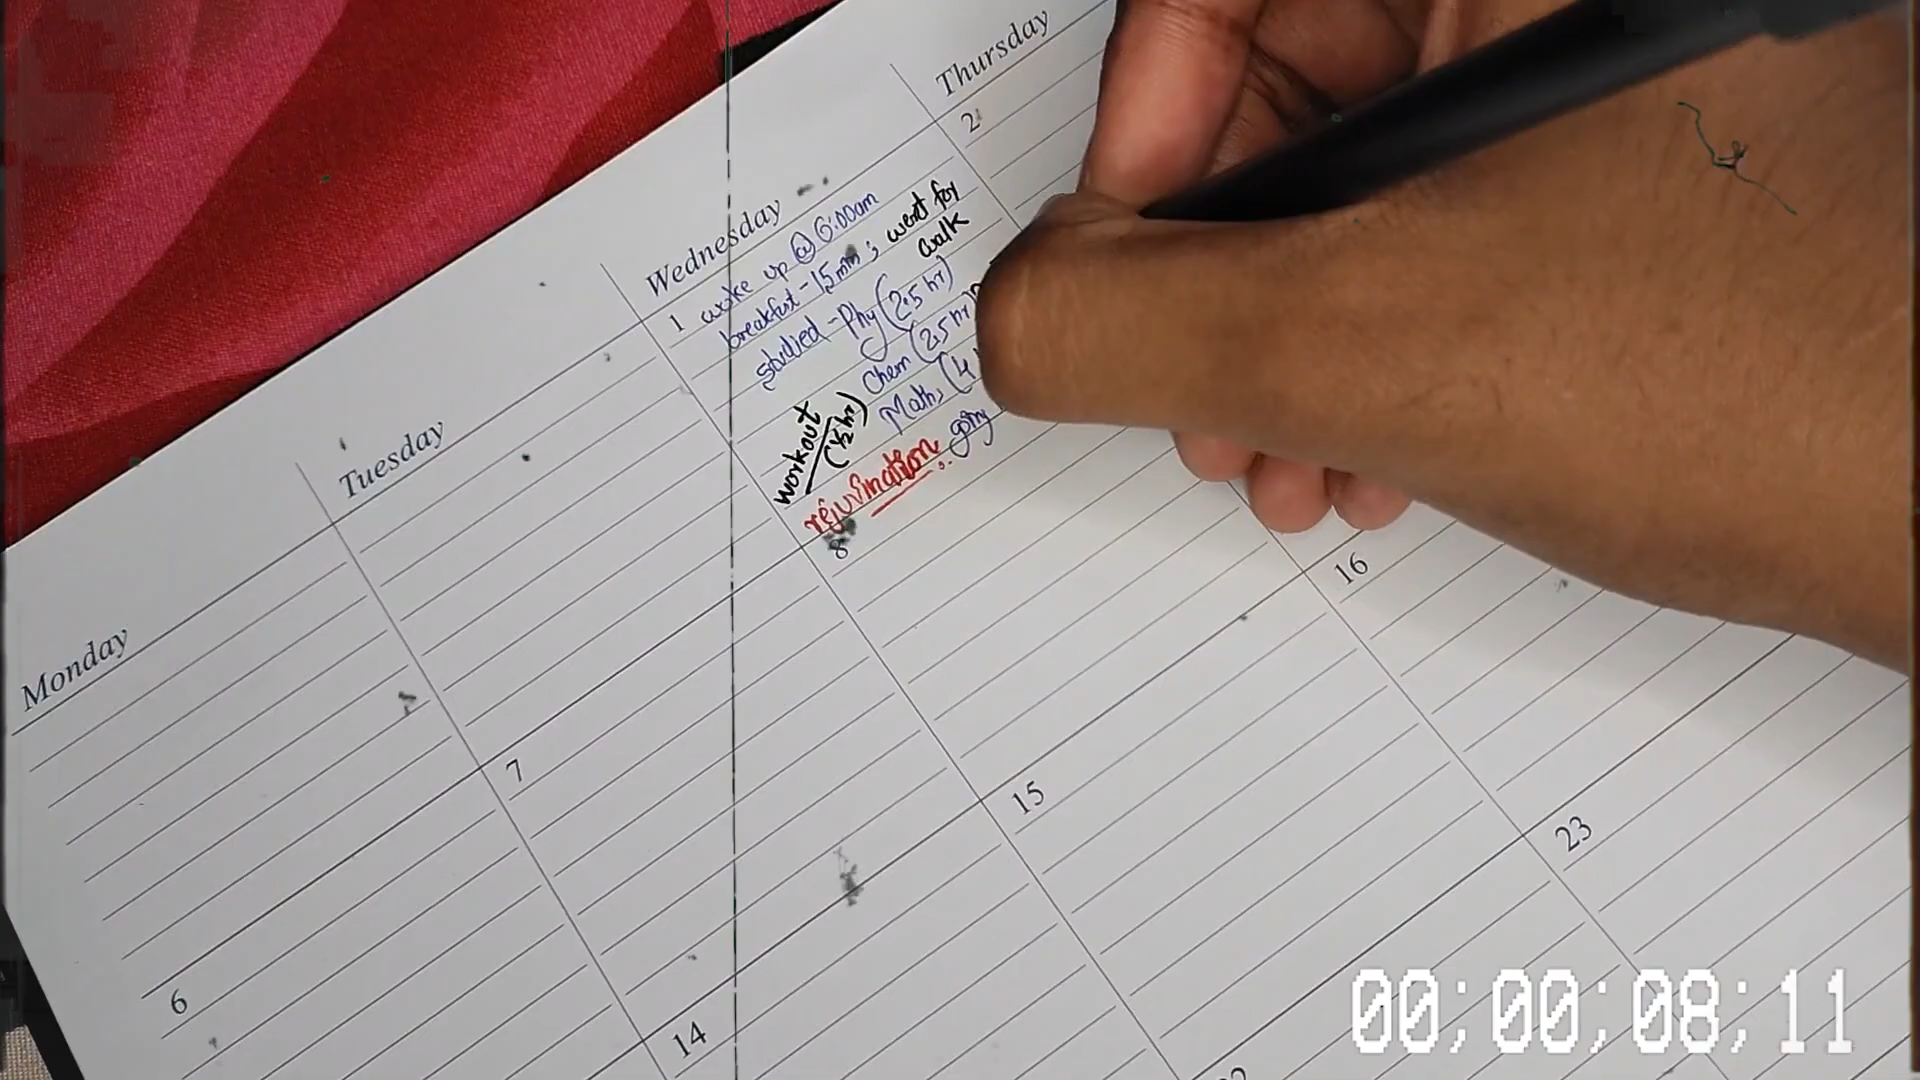 Monday
Tuesday
Wednesday
Thursday
1 woke up @ 6:00am
breakfast - 15 min ; went for
walk
studied - Phy (2.5 hr)
Chem (2.5 hr)
Maths (4
workout
(1/2 hr)
rejuvination :. going
2
6
7
8
14
15
16
23
00;00;08;11